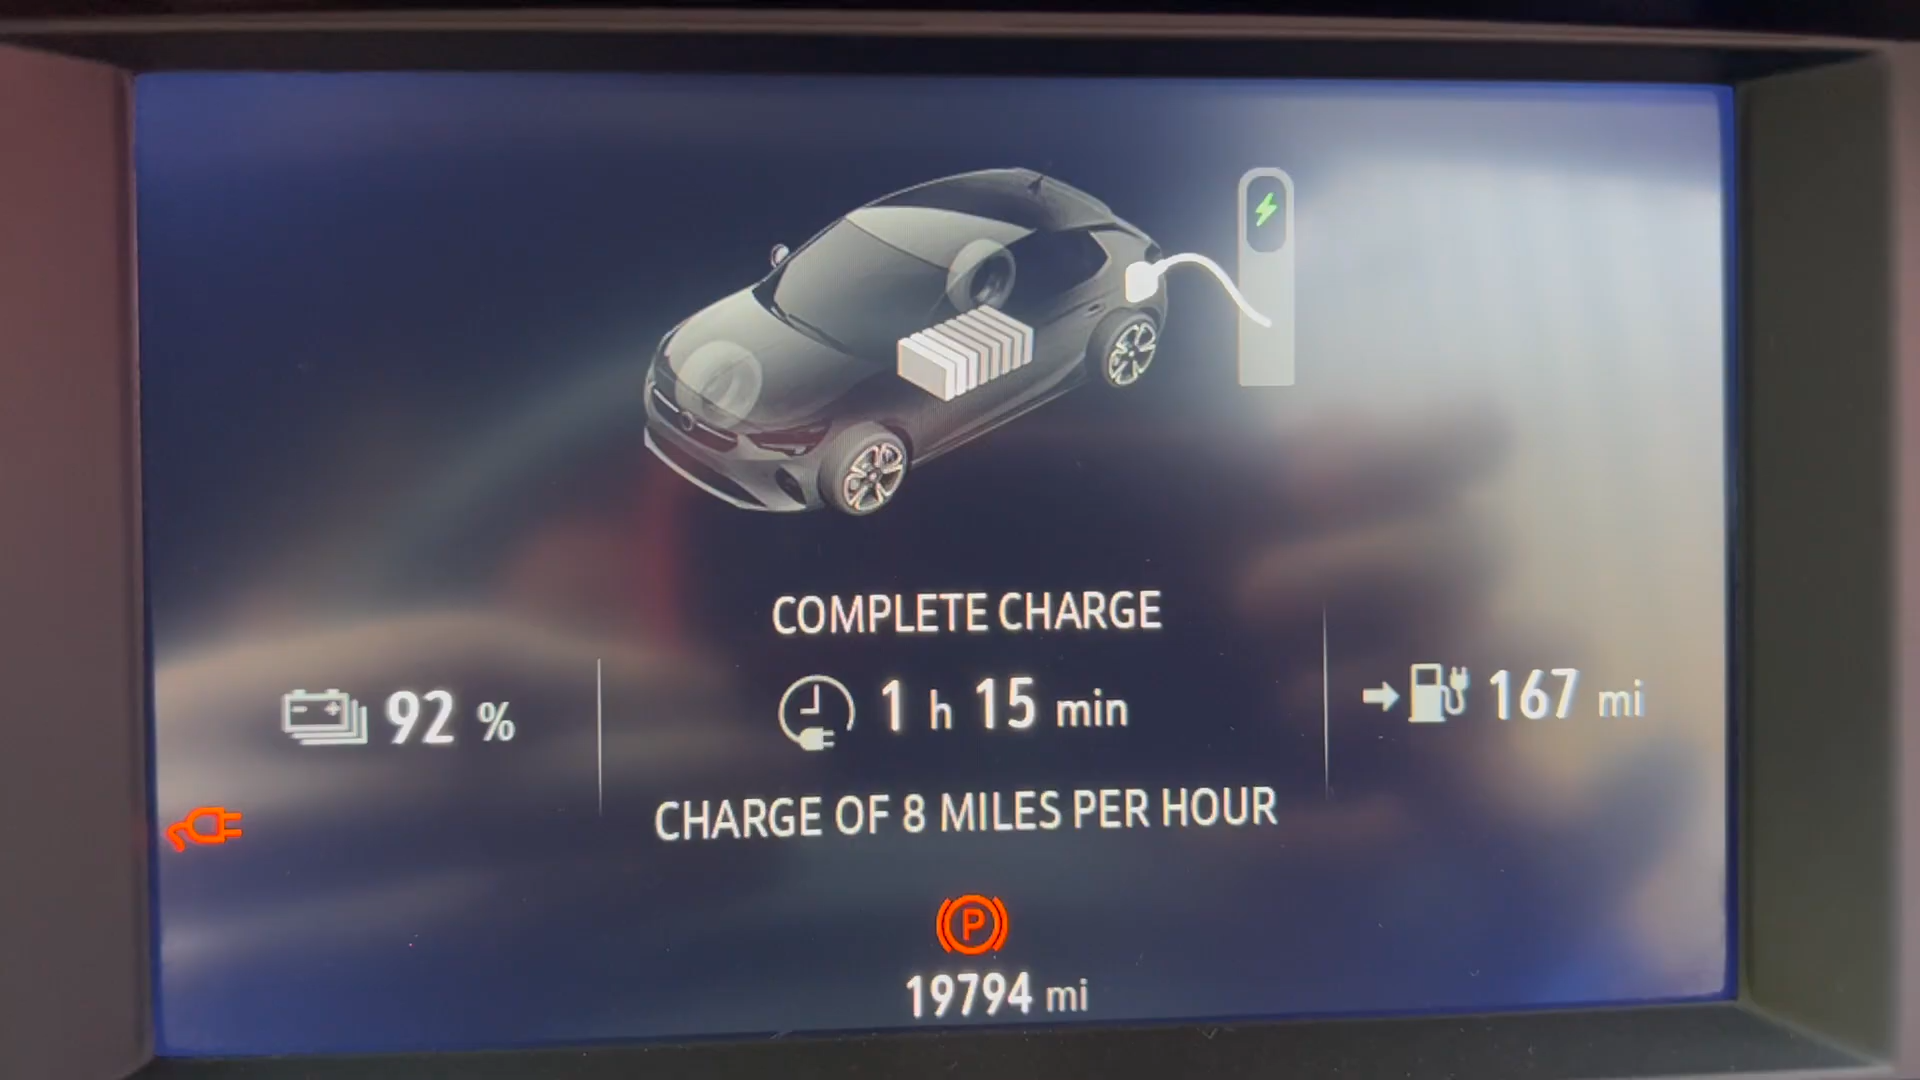 COMPLETE CHARGE
92 %
1 h 15 min
167 mi
CHARGE OF 8 MILES PER HOUR
P
19794 mi